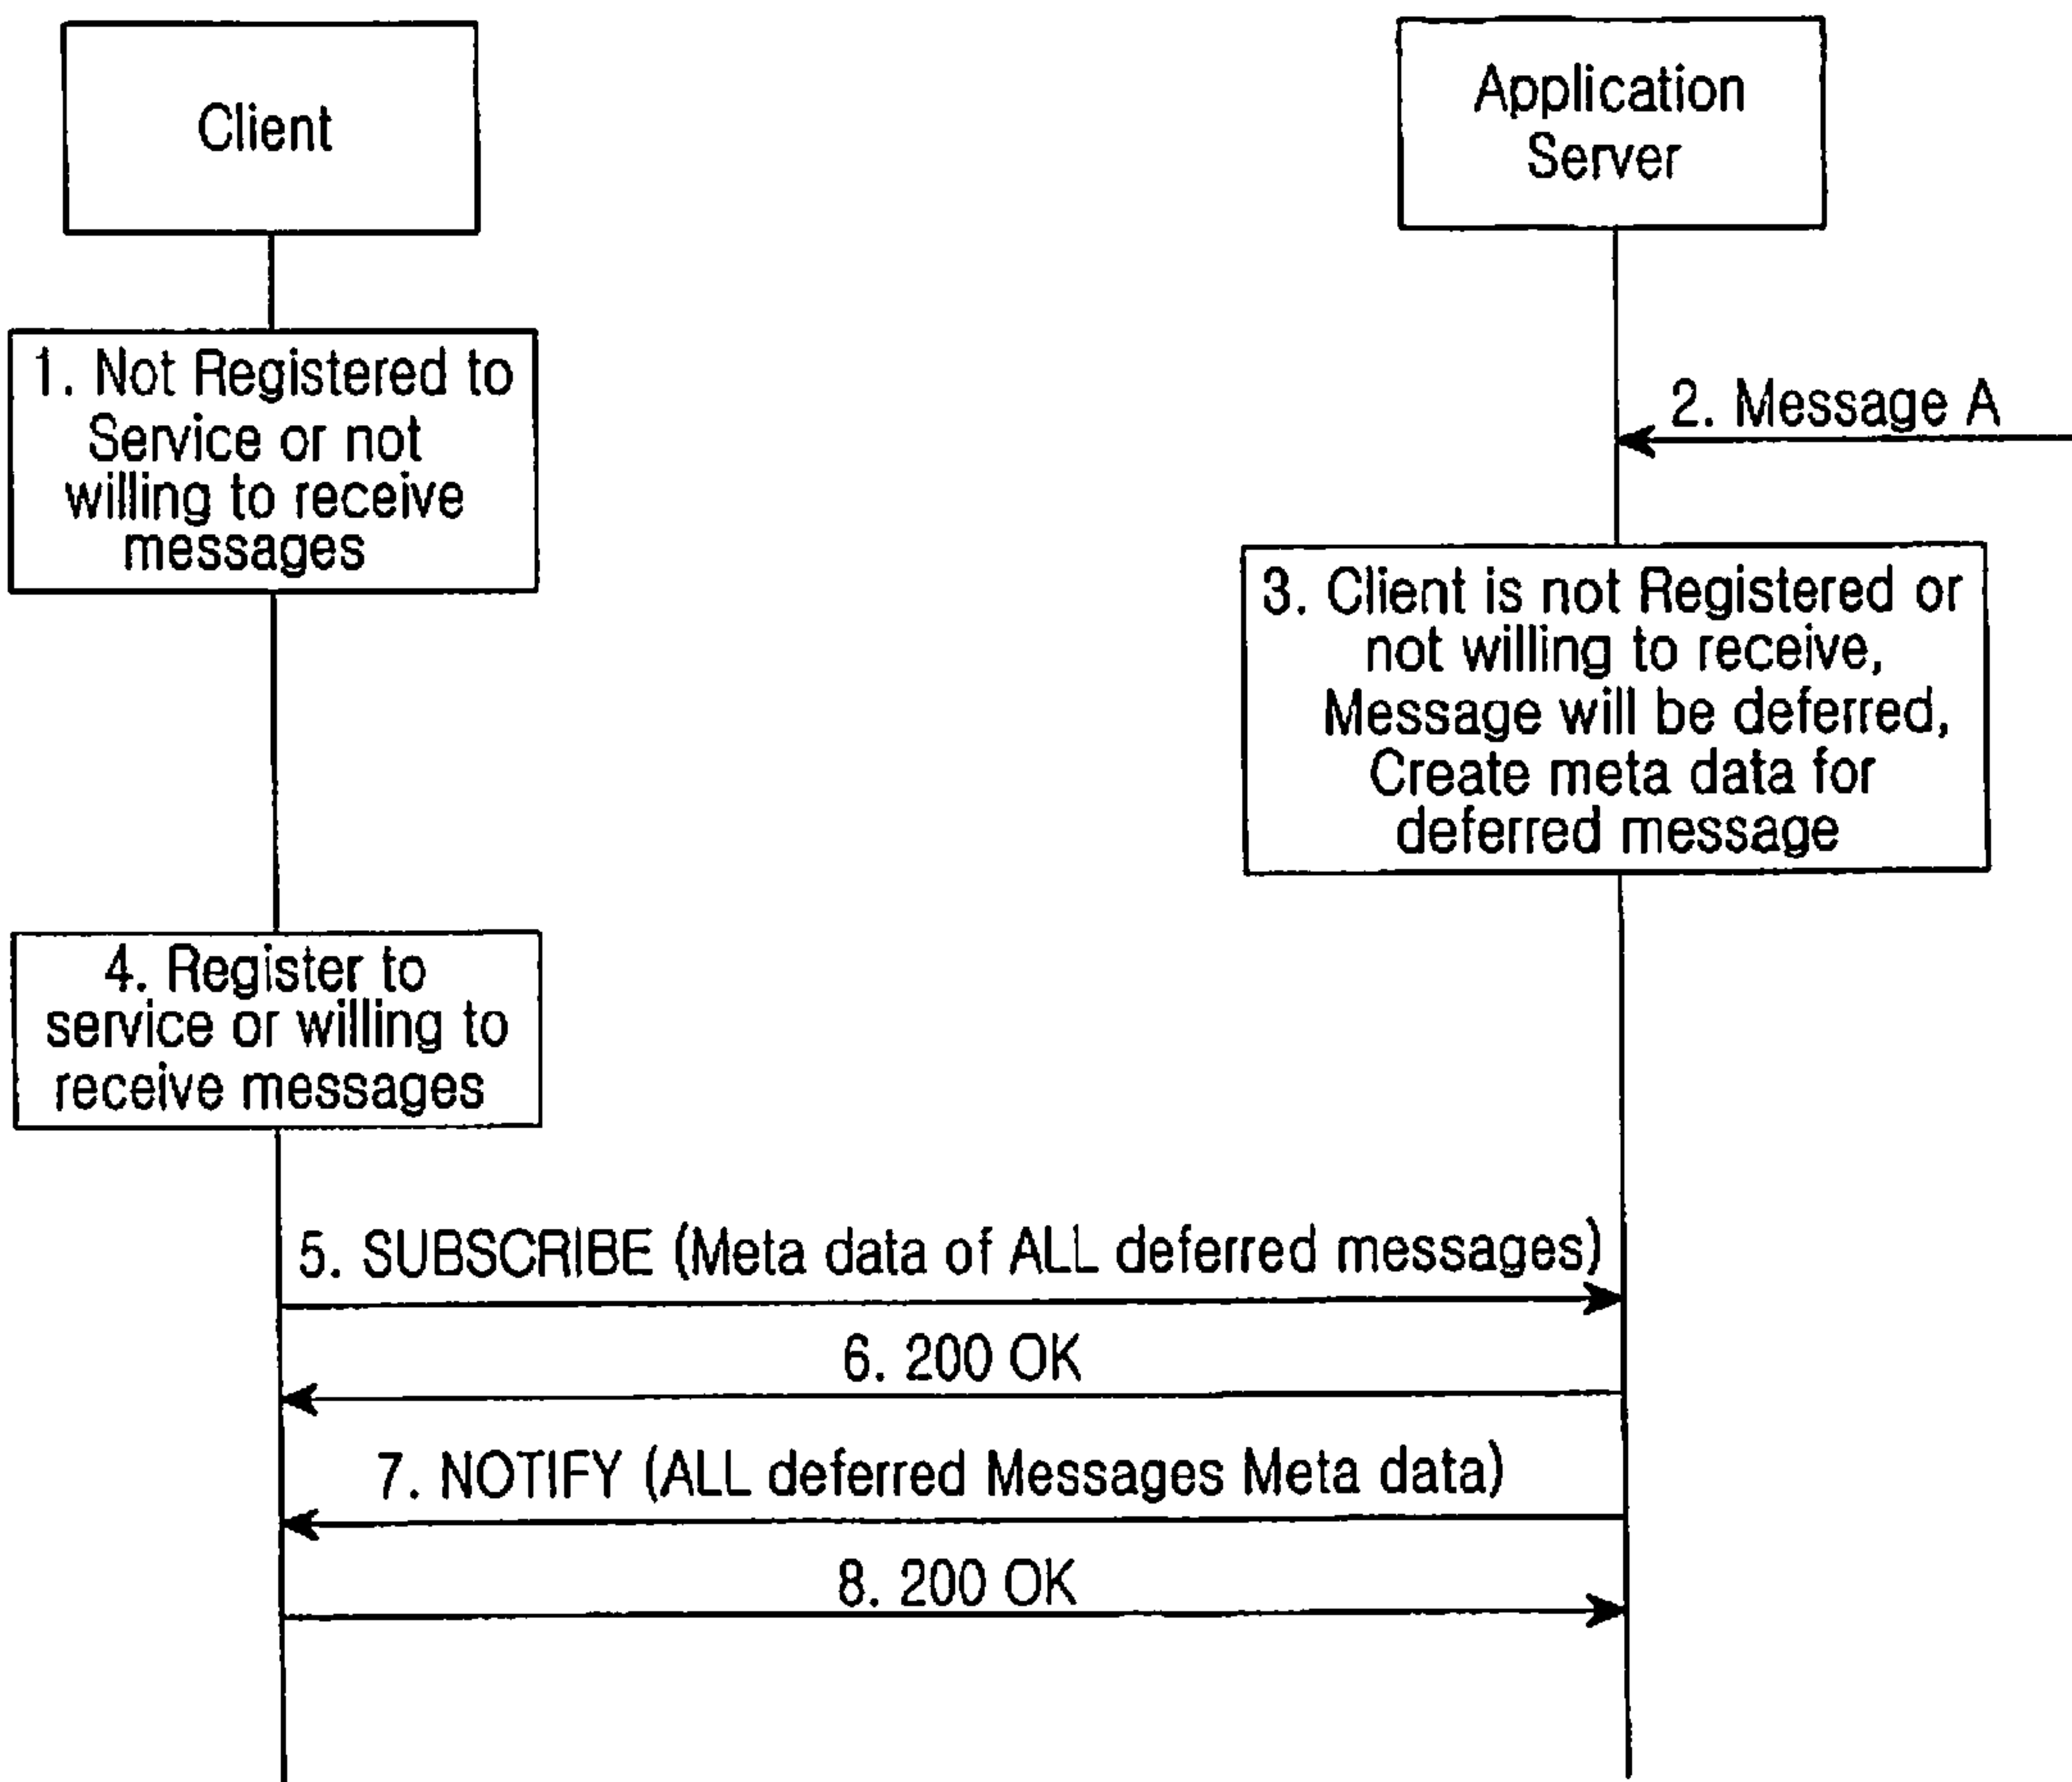 Client
Application
Server
1. Not Registered to
Service or not
willing to receive
messages
2. Message A
3. Client is not Registered or
not willing to receive,
Message will be deferred,
Create meta data for
deferred message
4. Register to
service or willing to
receive messages
5. SUBSCRIBE (Meta data of ALL deferred messages)
6. 200 OK
7. NOTIFY (ALL deferred Messages Meta data)
8. 200 OK